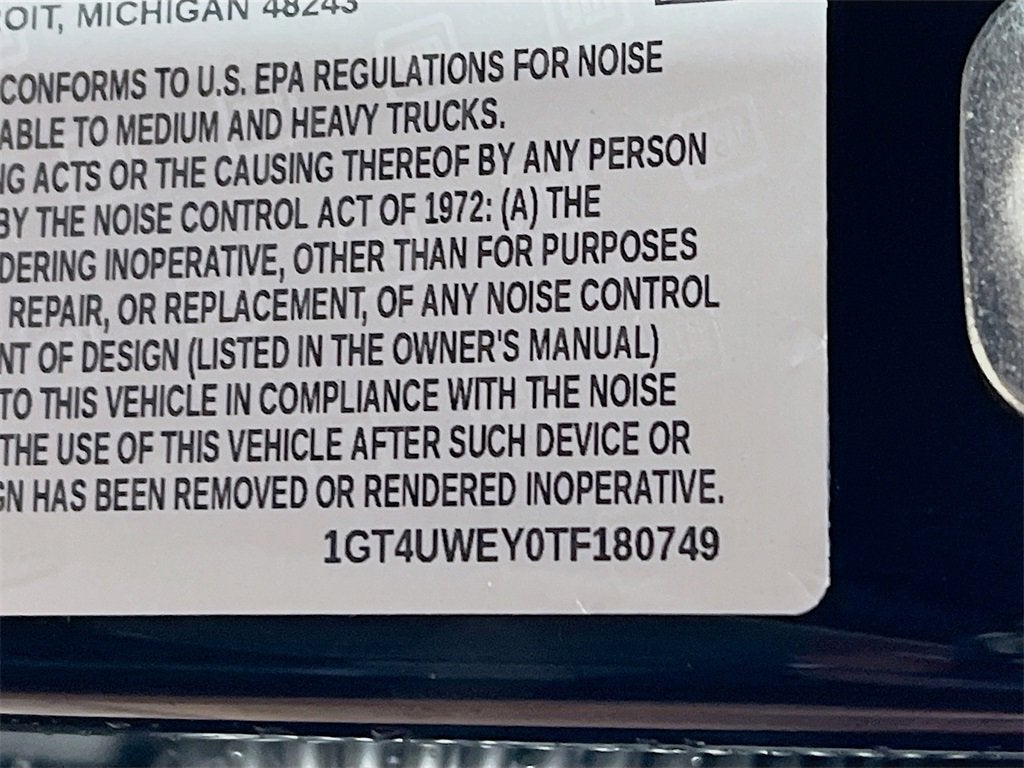 ROIT, MICHIGAN 48243
CONFORMS TO U.S. EPA REGULATIONS FOR NOISE
ABLE TO MEDIUM AND HEAVY TRUCKS.
NG ACTS OR THE CAUSING THEREOF BY ANY PERSON
BY THE NOISE CONTROL ACT OF 1972: (A) THE
DERING INOPERATIVE, OTHER THAN FOR PURPOSES
REPAIR, OR REPLACEMENT, OF ANY NOISE CONTROL
NT OF DESIGN (LISTED IN THE OWNER'S MANUAL)
TO THIS VEHICLE IN COMPLIANCE WITH THE NOISE
THE USE OF THIS VEHICLE AFTER SUCH DEVICE OR
GN HAS BEEN REMOVED OR RENDERED INOPERATIVE.
1GT4UWEY0TF180749